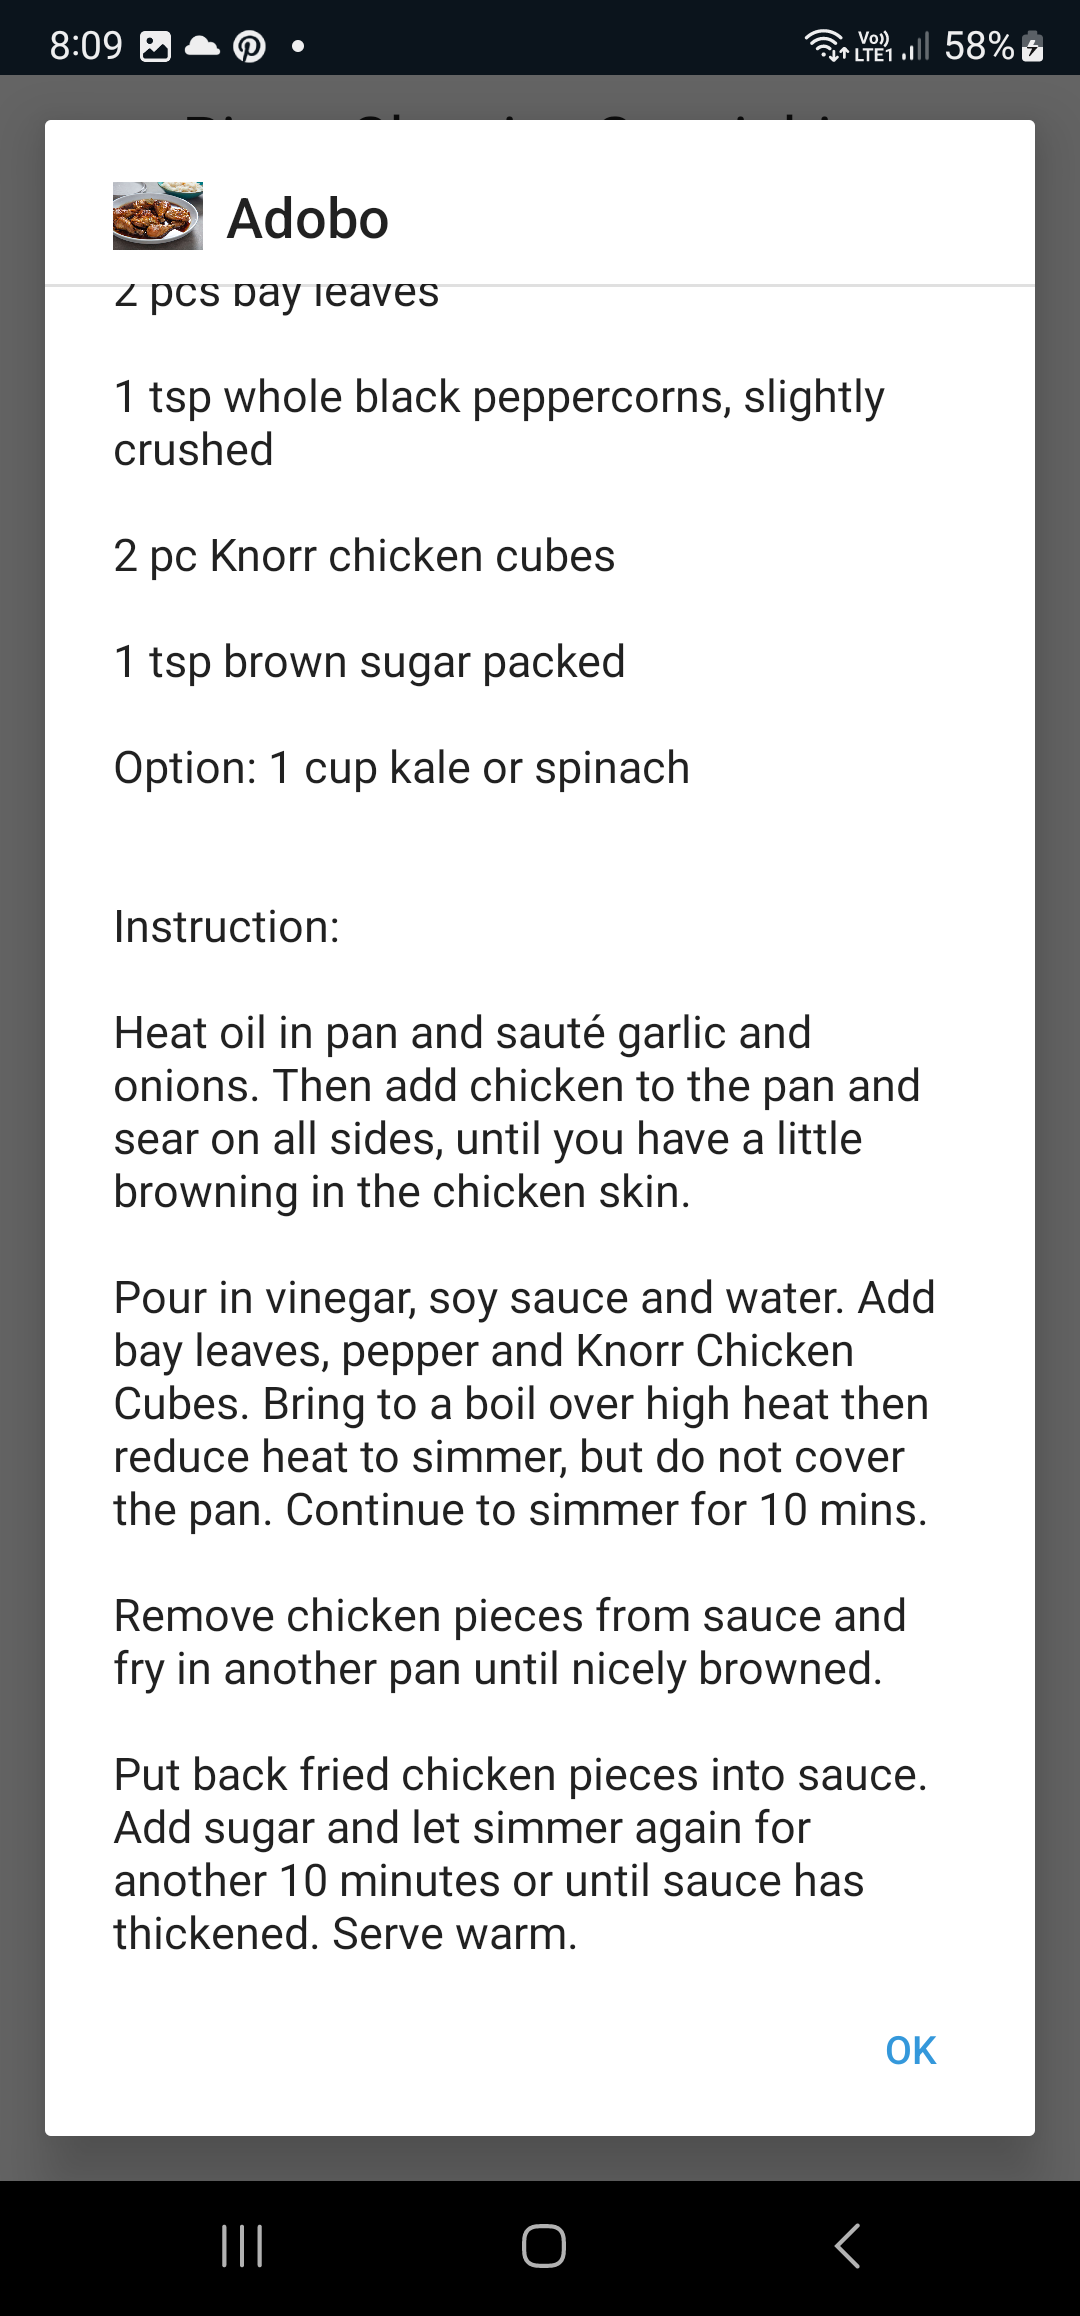 8:09
Vo))
LTE1
58%
Adobo
2 pcs bay leaves
1 tsp whole black peppercorns, slightly
crushed
2 pc Knorr chicken cubes
1 tsp brown sugar packed
Option: 1 cup kale or spinach
Instruction:
Heat oil in pan and sauté garlic and
onions. Then add chicken to the pan and
sear on all sides, until you have a little
browning in the chicken skin.
Pour in vinegar, soy sauce and water. Add
bay leaves, pepper and Knorr Chicken
Cubes. Bring to a boil over high heat then
reduce heat to simmer, but do not cover
the pan. Continue to simmer for 10 mins.
Remove chicken pieces from sauce and
fry in another pan until nicely browned.
Put back fried chicken pieces into sauce.
Add sugar and let simmer again for
another 10 minutes or until sauce has
thickened. Serve warm.
OK